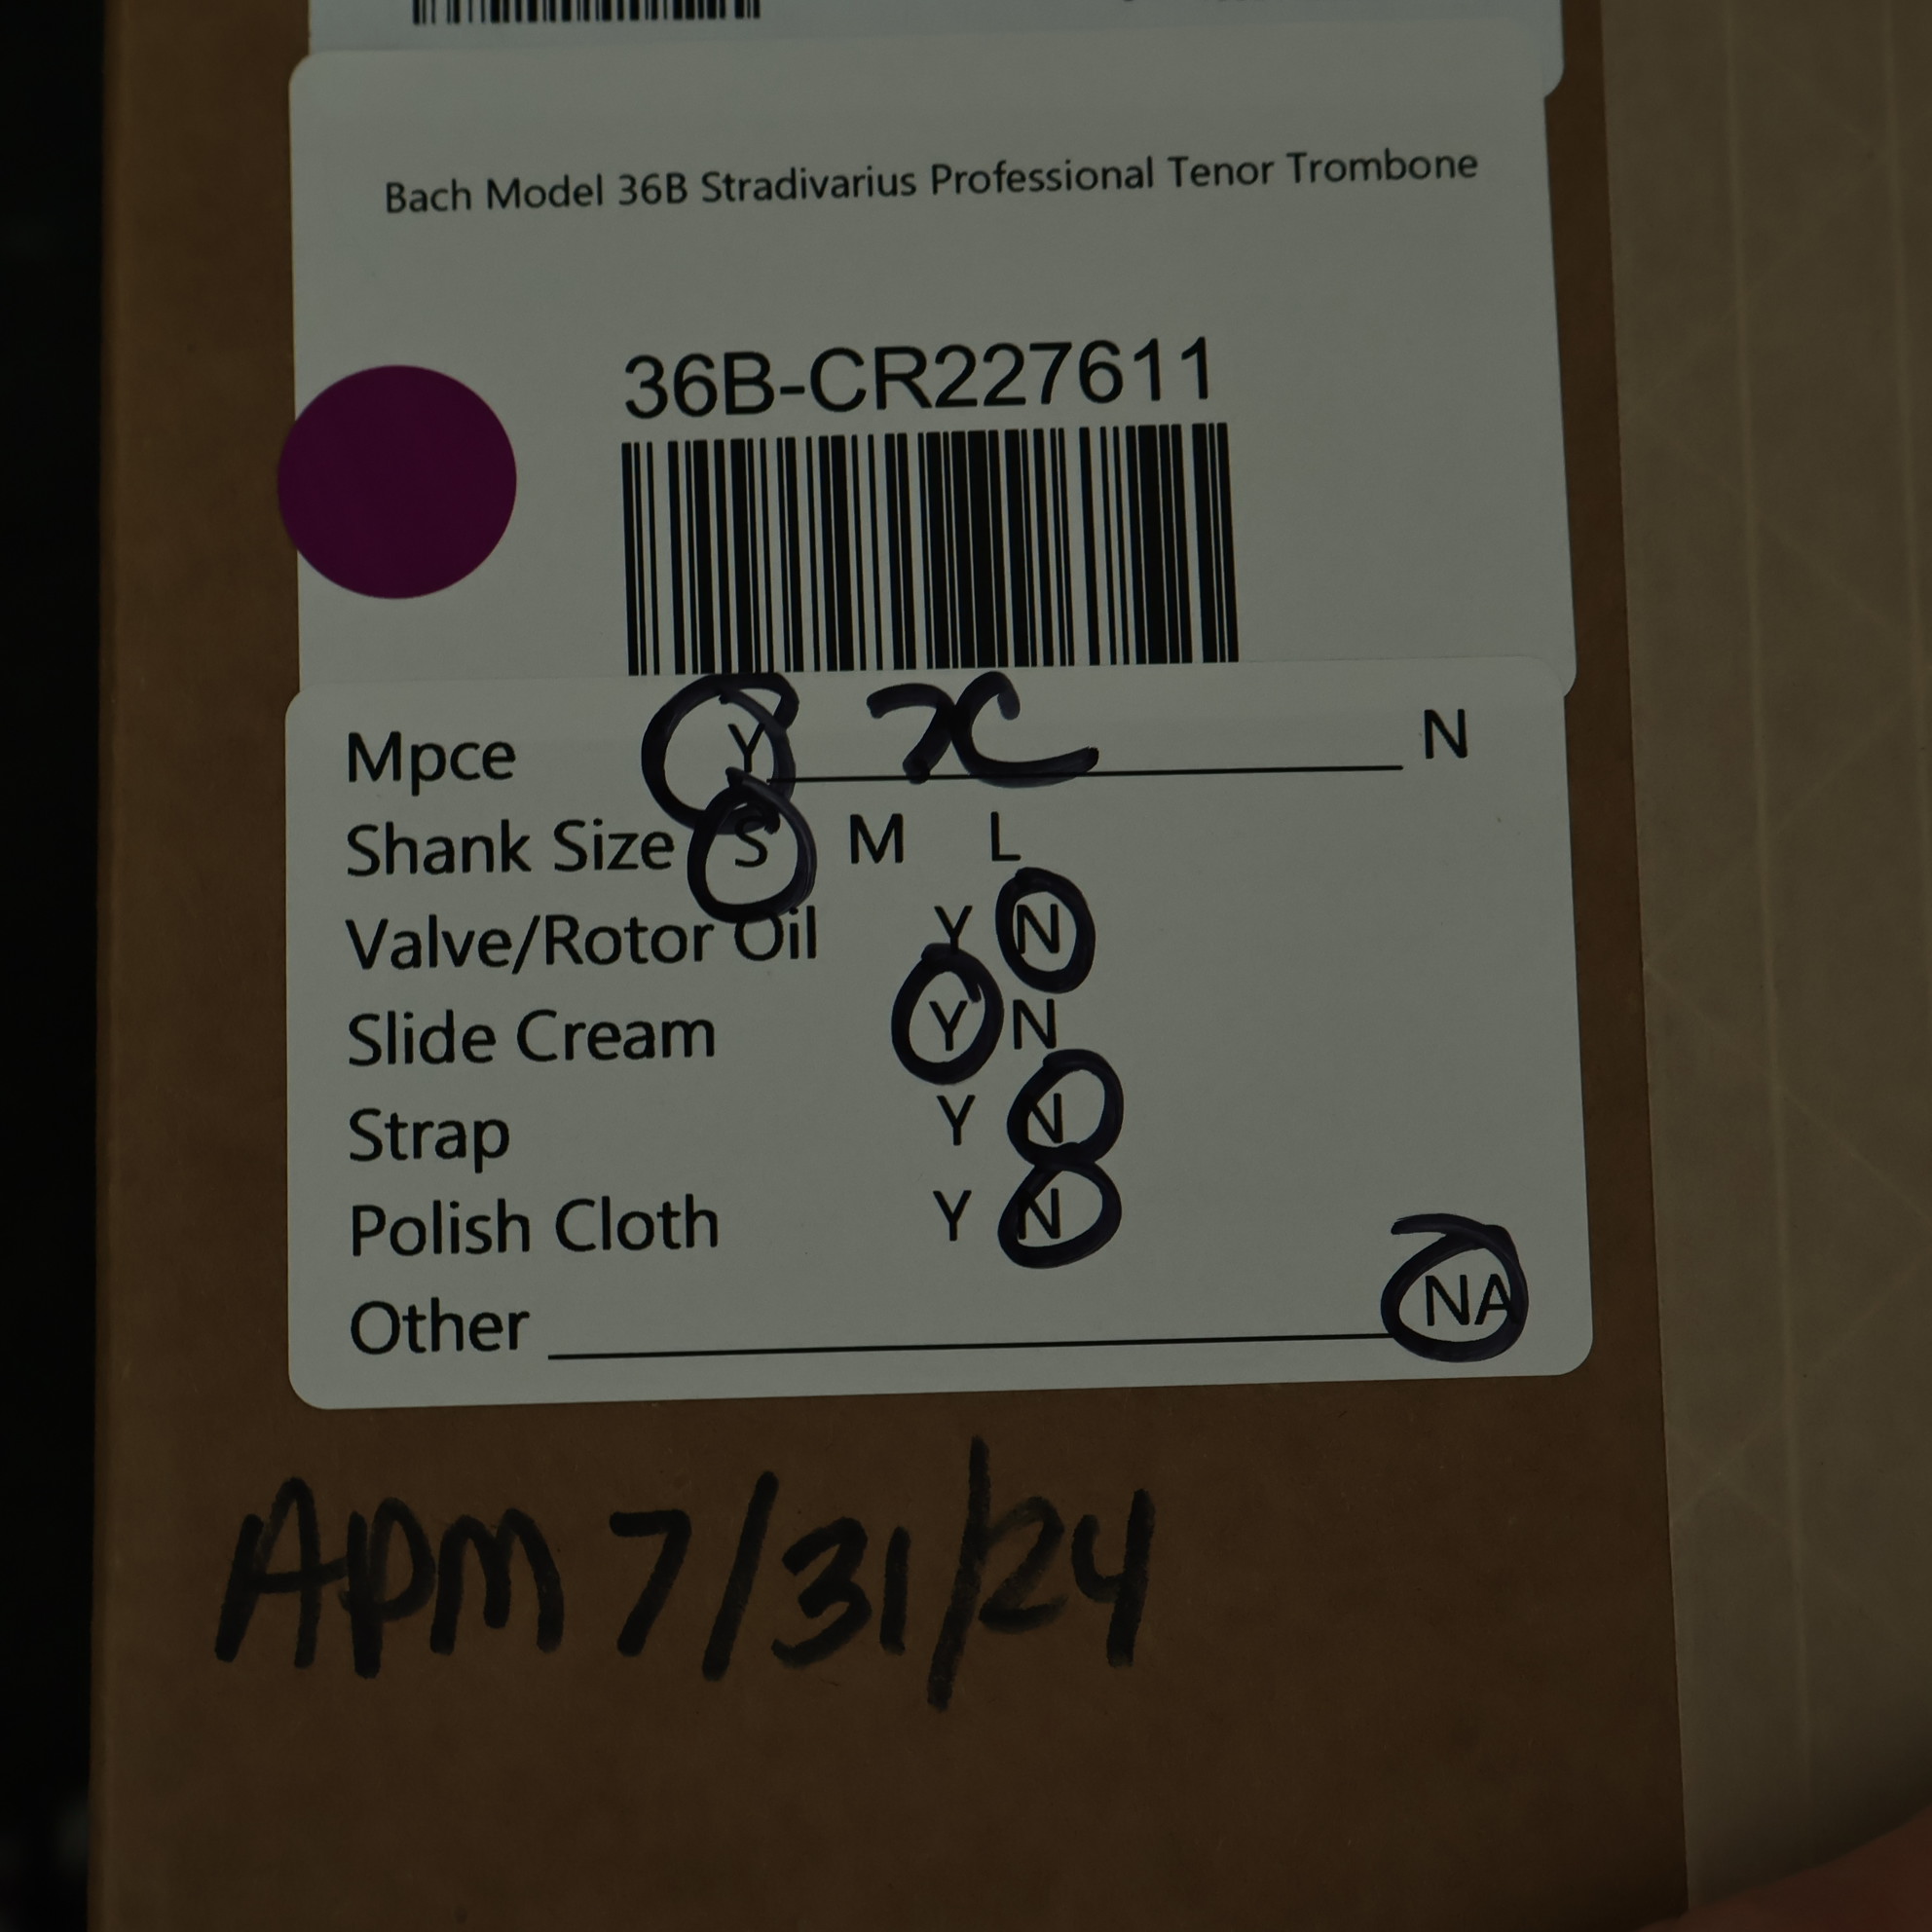 Bach Model 36B Stradivarius Professional Tenor Trombone
36B-CR227611
Mpce Y 7C N
Shank Size S M L
Valve/Rotor Oil Y N
Slide Cream Y N
Strap Y N
Polish Cloth Y N
Other NA
APM 7/31/24